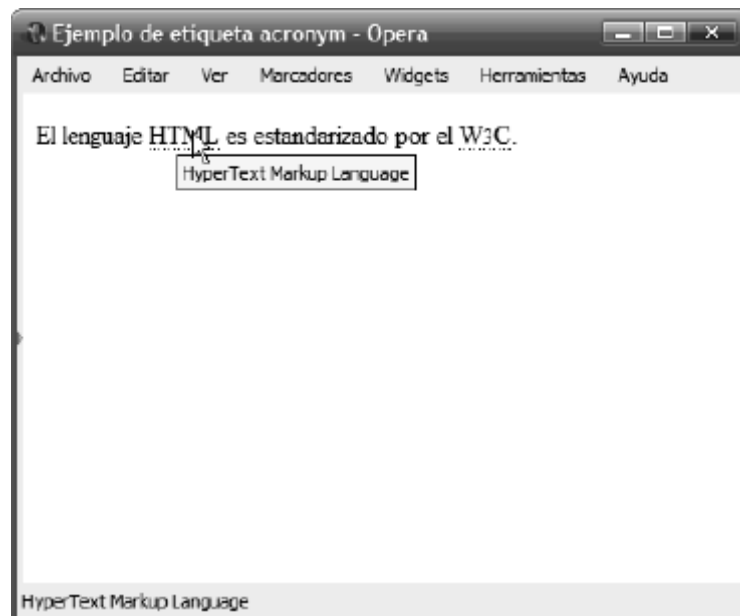 Ejemplo de etiqueta acronym - Opera
Archivo Editar Ver Marcadores Widgets Herramientas Ayuda
El lenguaje HTML es estandarizado por el W3C.
HyperText Markup Language
HyperText Markup Language